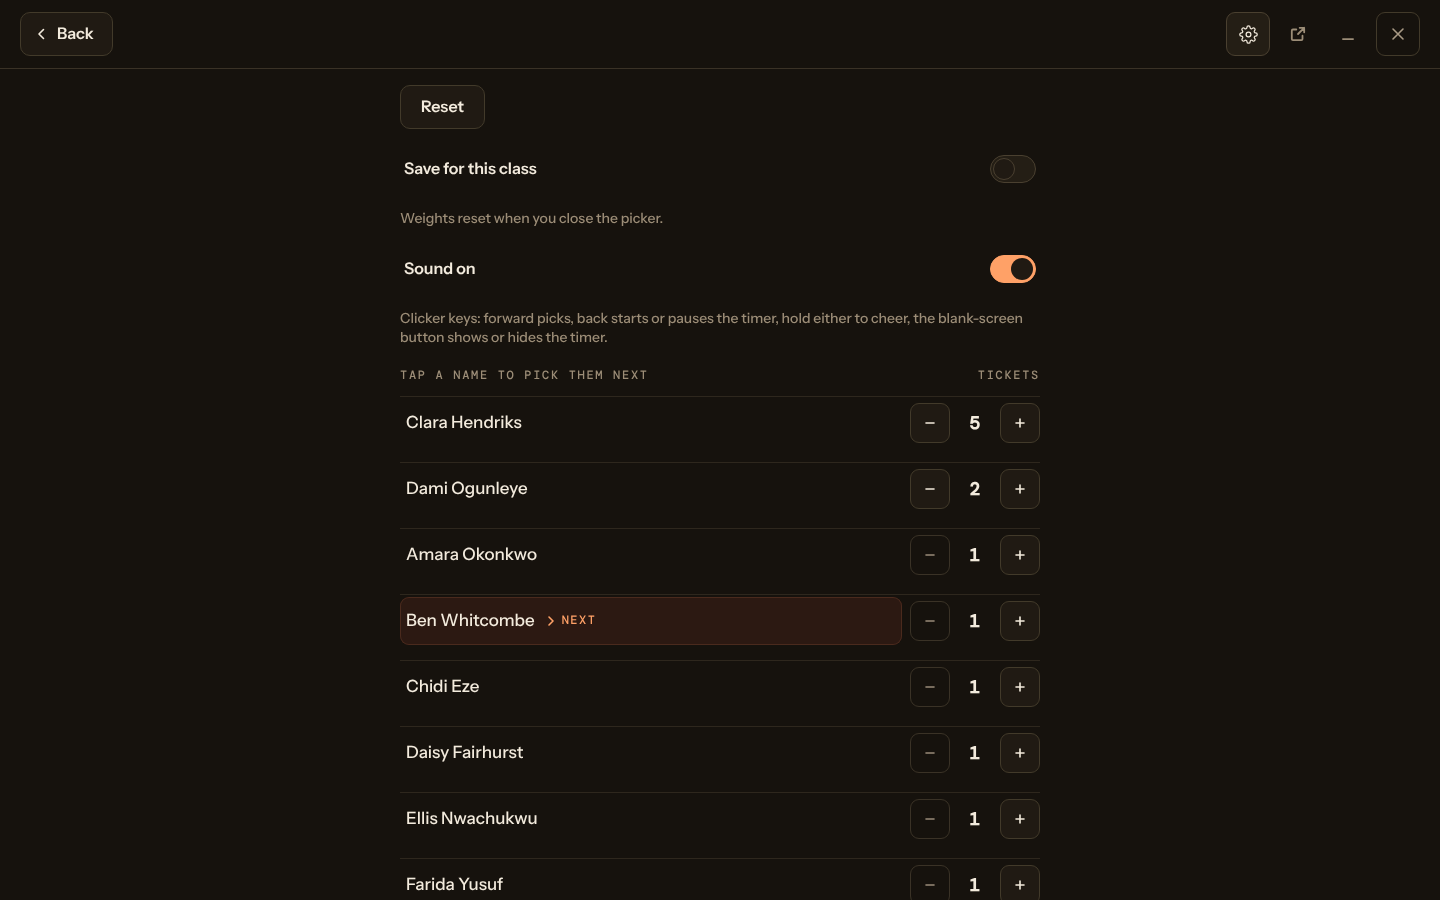 Back
Reset
Save for this class
Weights reset when you close the picker.
Sound on
Clicker keys: forward picks, back starts or pauses the timer, hold either to cheer, the blank-screen
button shows or hides the timer.
TAP A NAME TO PICK THEM NEXT TICKETS
Clara Hendriks − 5 +
Dami Ogunleye − 2 +
Amara Okonkwo − 1 +
Ben Whitcombe > NEXT − 1 +
Chidi Eze − 1 +
Daisy Fairhurst − 1 +
Ellis Nwachukwu − 1 +
Farida Yusuf − 1 +